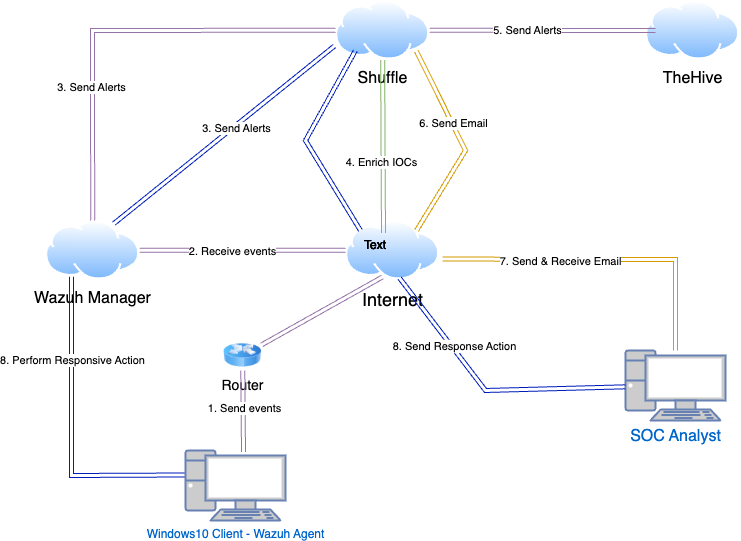 5. Send Alerts
Shuffle
TheHive
3. Send Alerts
6. Send Email
3. Send Alerts
4. Enrich IOCs
Text
2. Receive events
7. Send & Receive Email
Wazuh Manager
Internet
8. Send Response Action
8. Perform Responsive Action
Router
1. Send events
SOC Analyst
Windows10 Client - Wazuh Agent